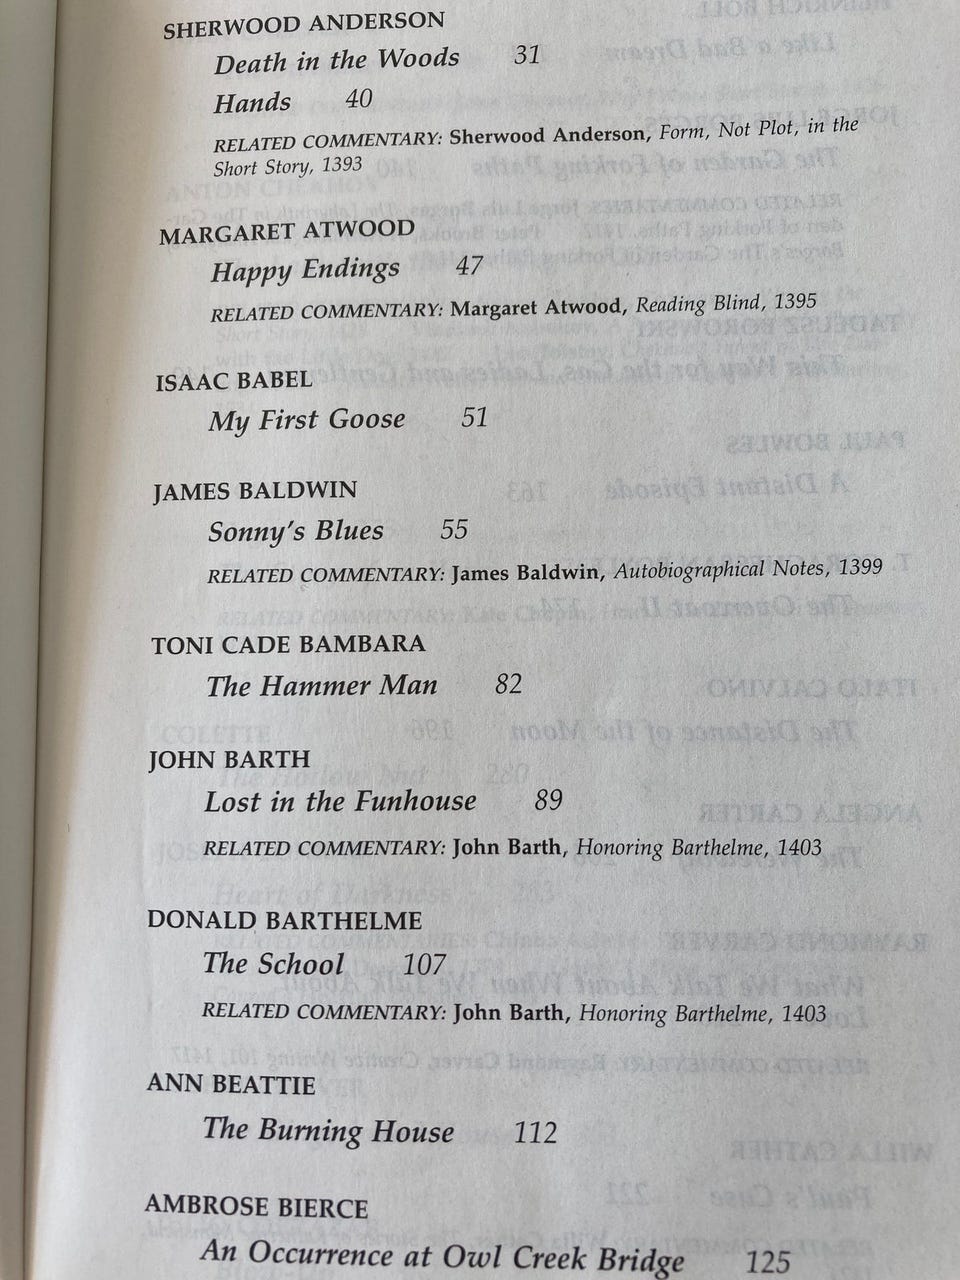 SHERWOOD ANDERSON
Death in the Woods 31
Hands 40
RELATED COMMENTARY: Sherwood Anderson, Form, Not Plot, in the
Short Story, 1393
MARGARET ATWOOD
Happy Endings 47
RELATED COMMENTARY: Margaret Atwood, Reading Blind, 1395
ISAAC BABEL
My First Goose 51
JAMES BALDWIN
Sonny's Blues 55
RELATED COMMENTARY: James Baldwin, Autobiographical Notes, 1399
TONI CADE BAMBARA
The Hammer Man 82
JOHN BARTH
Lost in the Funhouse 89
RELATED COMMENTARY: John Barth, Honoring Barthelme, 1403
DONALD BARTHELME
The School 107
RELATED COMMENTARY: John Barth, Honoring Barthelme, 1403
ANN BEATTIE
The Burning House 112
AMBROSE BIERCE
An Occurrence at Owl Creek Bridge 125